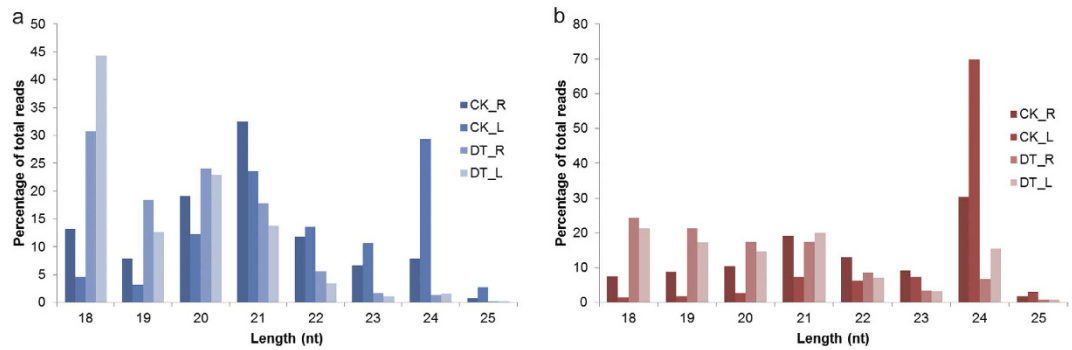 a
50
45
40
35
30
25
20
15
10
5
0
Percentage of total reads
18 19 20 21 22 23 24 25
Length (nt)
CK_R
CK_L
DT_R
DT_L
b
80
70
60
50
40
30
20
10
0
Percentage of total reads
18 19 20 21 22 23 24 25
Length (nt)
CK_R
CK_L
DT_R
DT_L